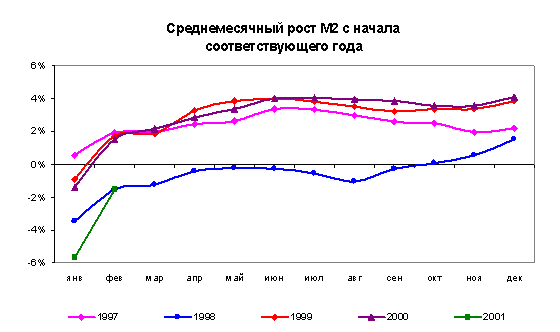 Среднемесячный рост М2 с начала
соответствующего года
6%
4%
2%
0%
-2%
-4%
-6%
янв фев мар апр май июн июл авг сен окт ноя дек
1997 1998 1999 2000 2001